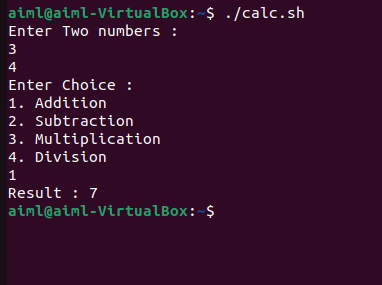 aiml@aiml-VirtualBox:~$ ./calc.sh
Enter Two numbers :
3
4
Enter Choice :
1. Addition
2. Subtraction
3. Multiplication
4. Division
1
Result : 7
aiml@aiml-VirtualBox:~$